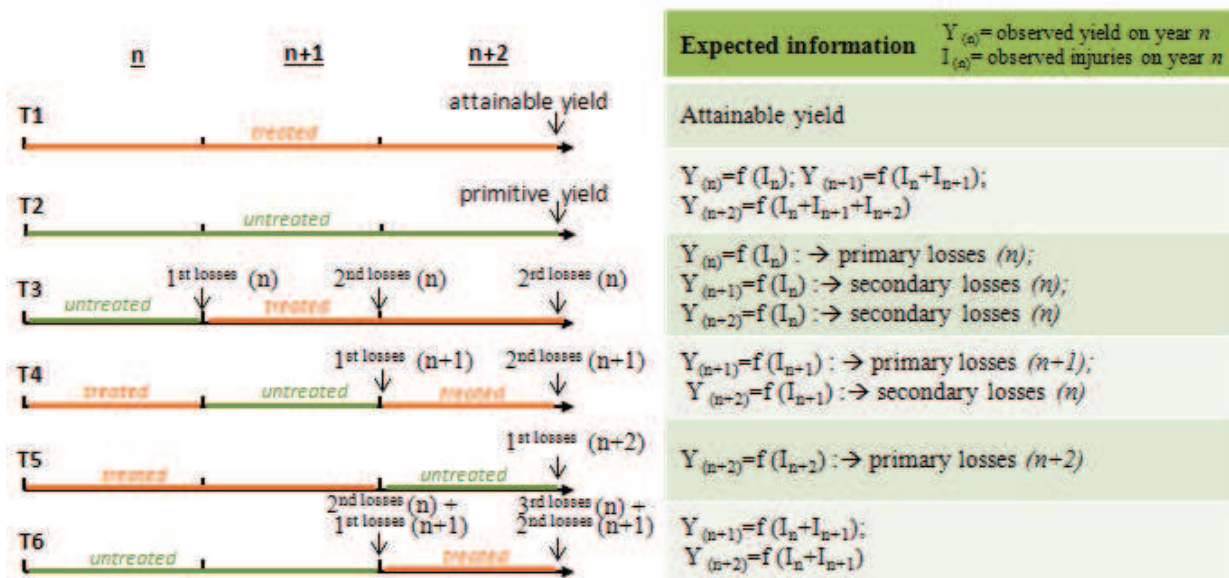 n n+1 n+2
Expected information
Y (n)= observed yield on year n
I (n)= observed injuries on year n
T1
treated
attainable yield
Attainable yield
T2
untreated
primitive yield
Y (n)=f (In); Y (n+1)=f (In+In+1);
Y (n+2)=f (In+In+1+In+2)
T3
untreated
1st losses (n)
treated
2nd losses (n)
2rd losses (n)
Y (n)=f (In) : → primary losses (n);
Y (n+1)=f (In) :→ secondary losses (n);
Y (n+2)=f (In) :→ secondary losses (n)
T4
treated
untreated
1st losses (n+1)
treated
2nd losses (n+1)
Y(n+1)=f (In+1) : → primary losses (n+1);
Y (n+2)=f (In+1) :→ secondary losses (n)
T5
treated
untreated
1st losses (n+2)
Y (n+2)=f (In+2) :→ primary losses (n+2)
T6
untreated
2nd losses (n) +
1st losses (n+1)
treated
3rd losses (n) +
2nd losses (n+1)
Y (n+1)=f (In+In+1);
Y (n+2)=f (In+In+1)